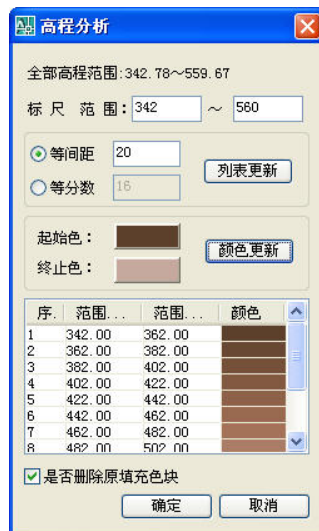 高程分析
全部高程范围:342.78～559.67
标 尺 范 围: 342 ～ 560
等间距 20
列表更新
等分数 16
起始色：
颜色更新
终止色：
序. 范围... 范围... 颜色
1 342.00 362.00
2 362.00 382.00
3 382.00 402.00
4 402.00 422.00
5 422.00 442.00
6 442.00 462.00
7 462.00 482.00
8 482.00 502.00
是否删除原填充色块
确定 取消